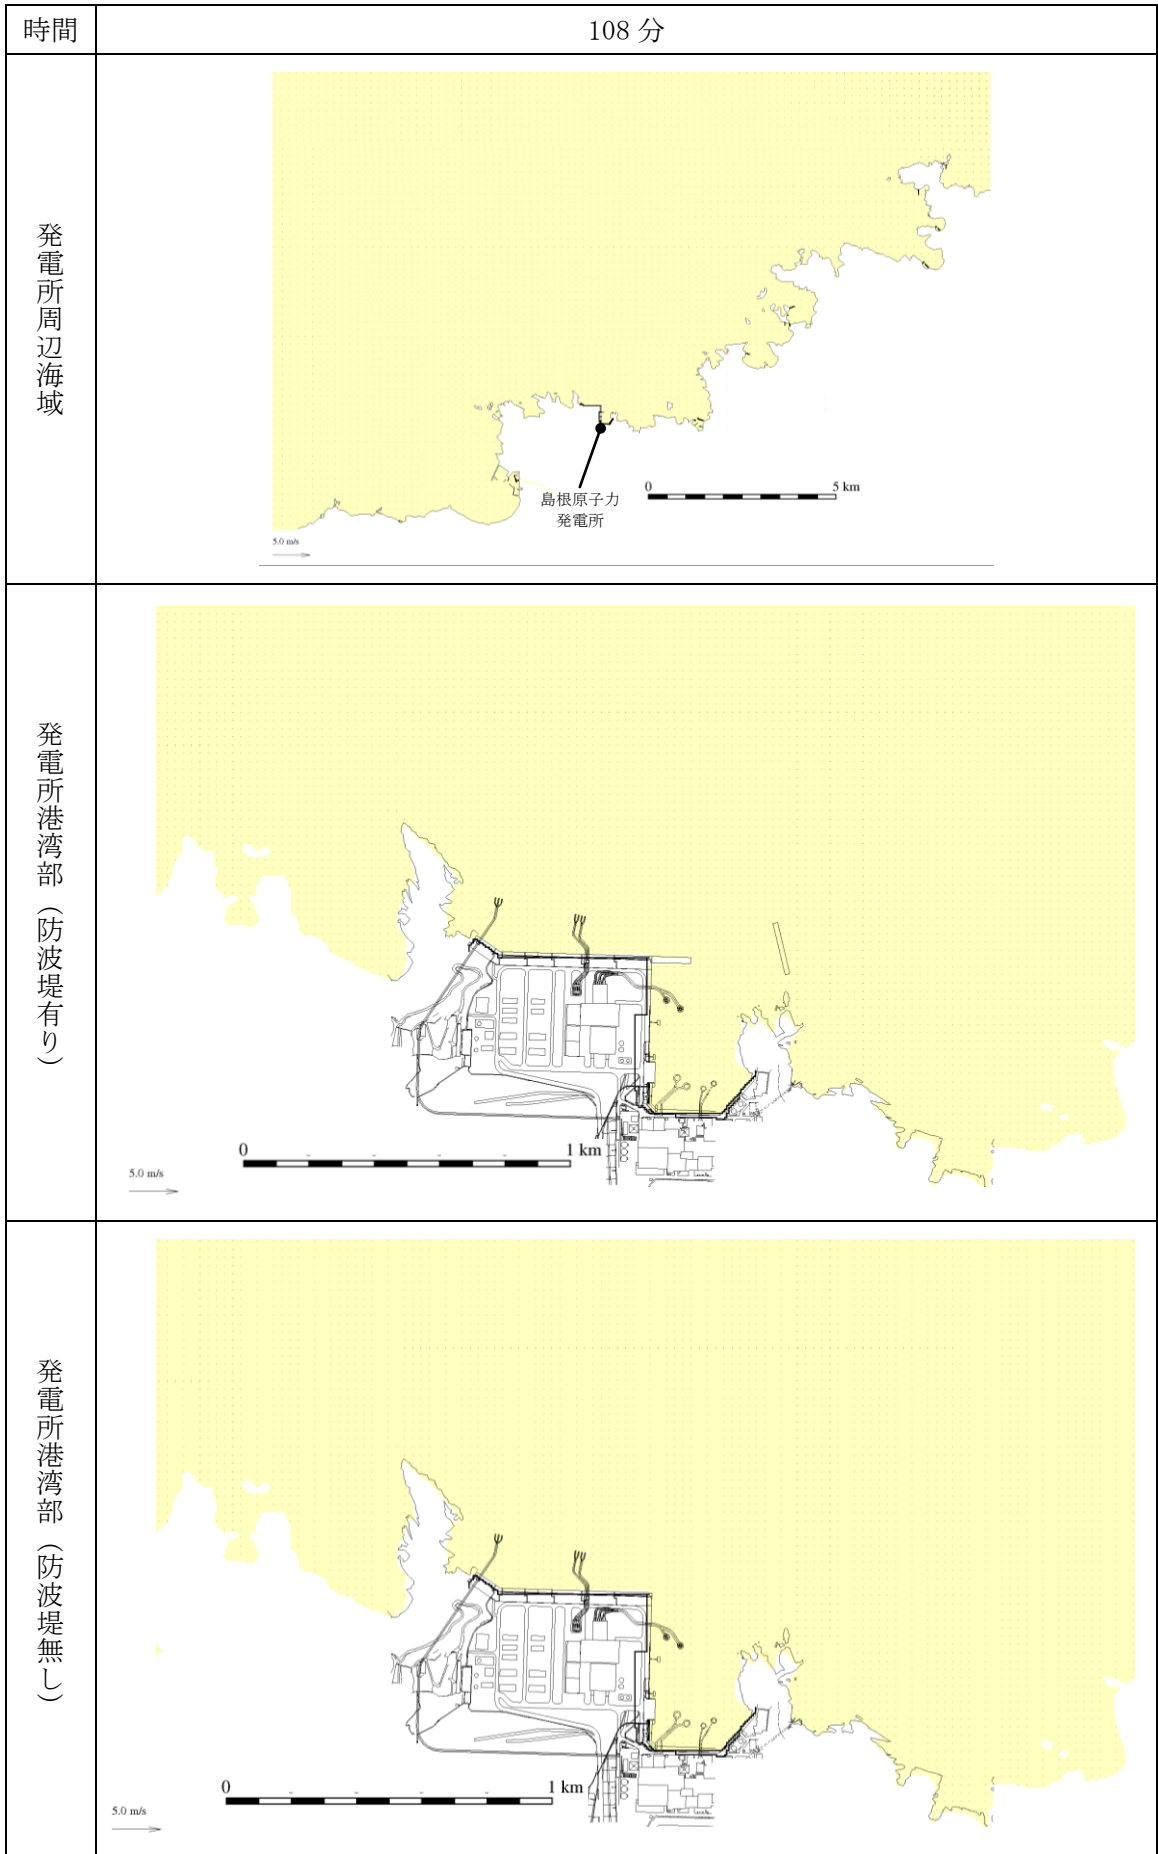 時間
108 分
発電所周辺海域
島根原子力
発電所
0
5 km
5.0 m/s
発電所港湾部（防波堤有り）
0
1 km
5.0 m/s
発電所港湾部（防波堤無し）
0
1 km
5.0 m/s